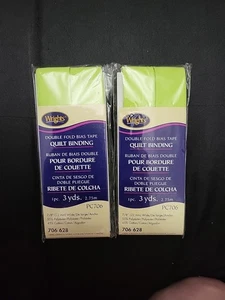 Wrights
DOUBLE FOLD BIAS TAPE
QUILT BINDING
RUBAN DE BIAIS DOUBLE
POUR BORDURE
DE COUETTE
CINTA DE SESGO DE
DOBLE PLIEGUE
RIBETE DE COLCHA
1pc. 3 yds. 2.75m
PC706
706 628
Wrights
DOUBLE FOLD BIAS TAPE
QUILT BINDING
RUBAN DE BIAIS DOUBLE
POUR BORDURE
DE COUETTE
CINTA DE SESGO DE
DOBLE PLIEGUE
RIBETE DE COLCHA
1pc. 3 yds. 2.75m
PC706
706 628